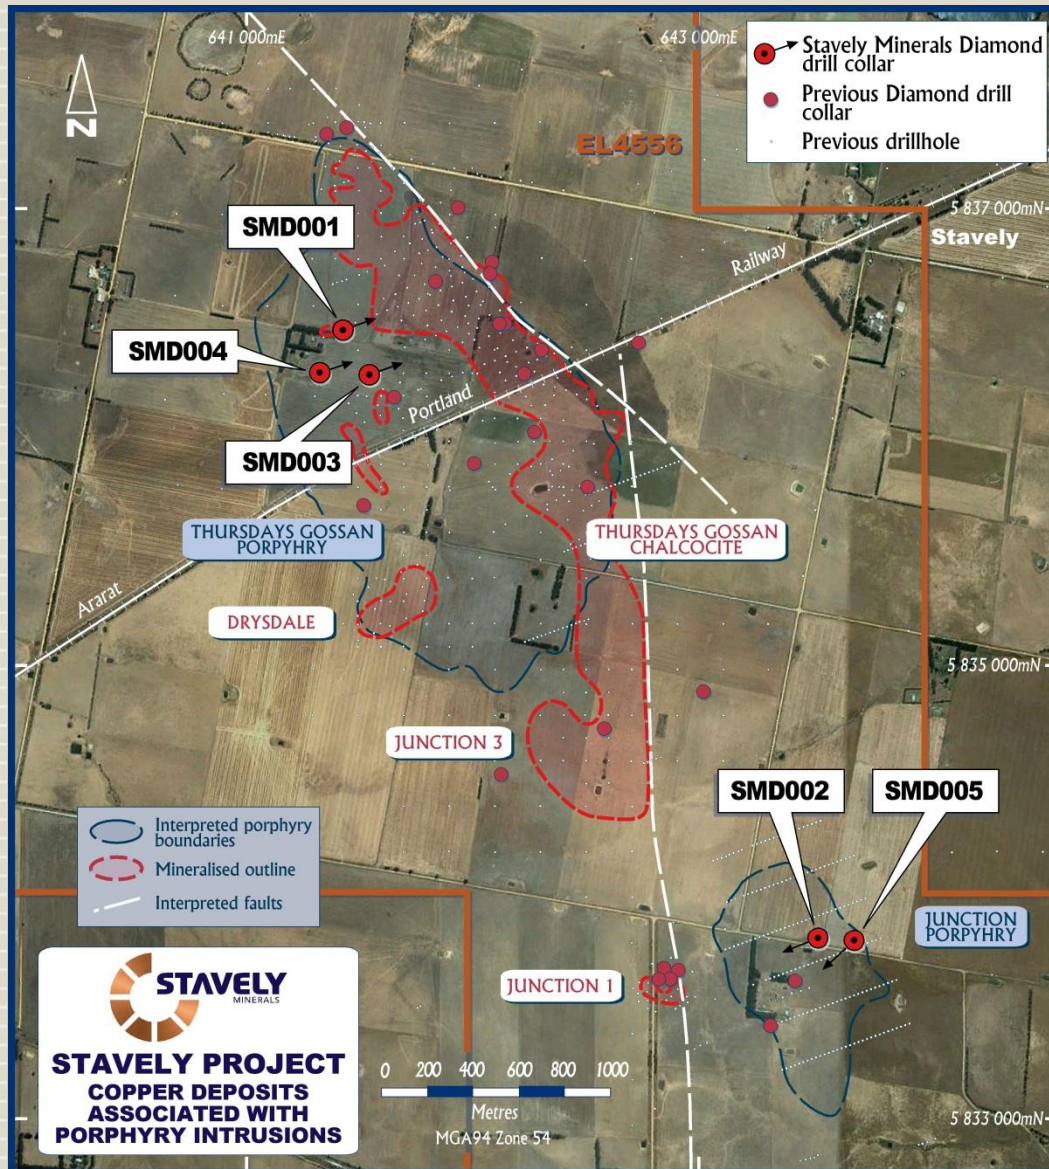 641 000mE
643 000mE
Stavely Minerals Diamond
drill collar
Previous Diamond drill
collar
Previous drillhole
N
EL4556
5 837 000mN
Stavely
SMD001
Railway
SMD004
Portland
SMD003
THURSDAYS GOSSAN
PORPYHRY
THURSDAYS GOSSAN
CHALCOCITE
Ararat
DRYSDALE
5 835 000mN
JUNCTION 3
SMD002
SMD005
Interpreted porphyry
boundaries
Mineralised outline
Interpreted faults
JUNCTION
PORPYHRY
JUNCTION 1
STAVELY
MINERALS
STAVELY PROJECT
COPPER DEPOSITS
ASSOCIATED WITH
PORPHYRY INTRUSIONS
0 200 400 600 800 1000
Metres
MGA94 Zone 54
5 833 000mN